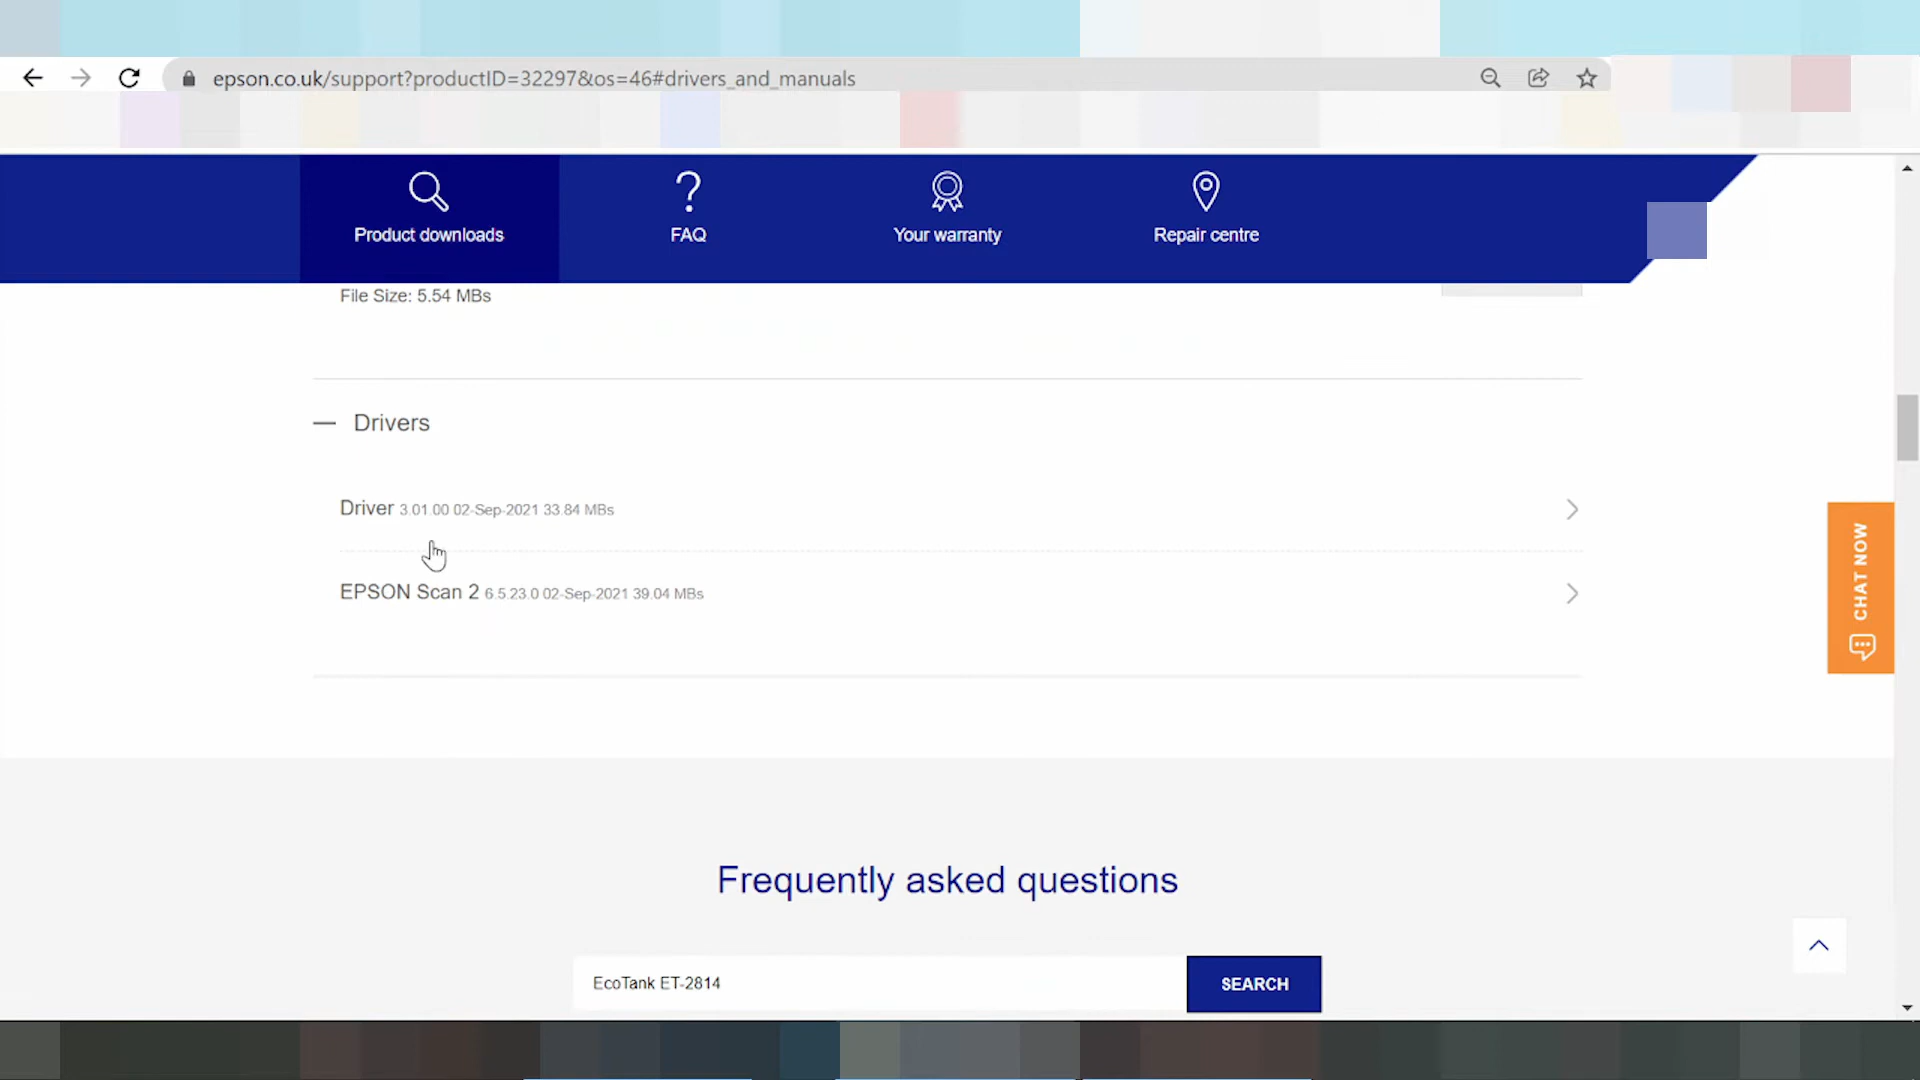 epson.co.uk/support?productID=32297&os=46#drivers_and_manuals
Product downloads
FAQ
Your warranty
Repair centre
File Size: 5.54 MBs
Drivers
Driver 3.01.00 02-Sep-2021 33.84 MBs
EPSON Scan 2 6.5.23.0 02-Sep-2021 39.04 MBs
CHAT NOW
Frequently asked questions
EcoTank ET-2814
SEARCH